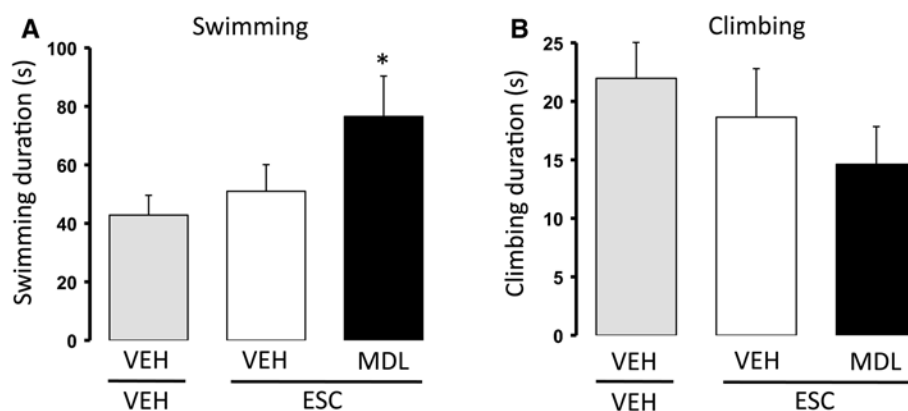 A
Swimming
Swimming duration (s)
100
80
60
40
20
0
VEH
VEH
MDL
VEH
ESC
B
Climbing
Climbing duration (s)
25
20
15
10
5
0
VEH
VEH
MDL
VEH
ESC
*